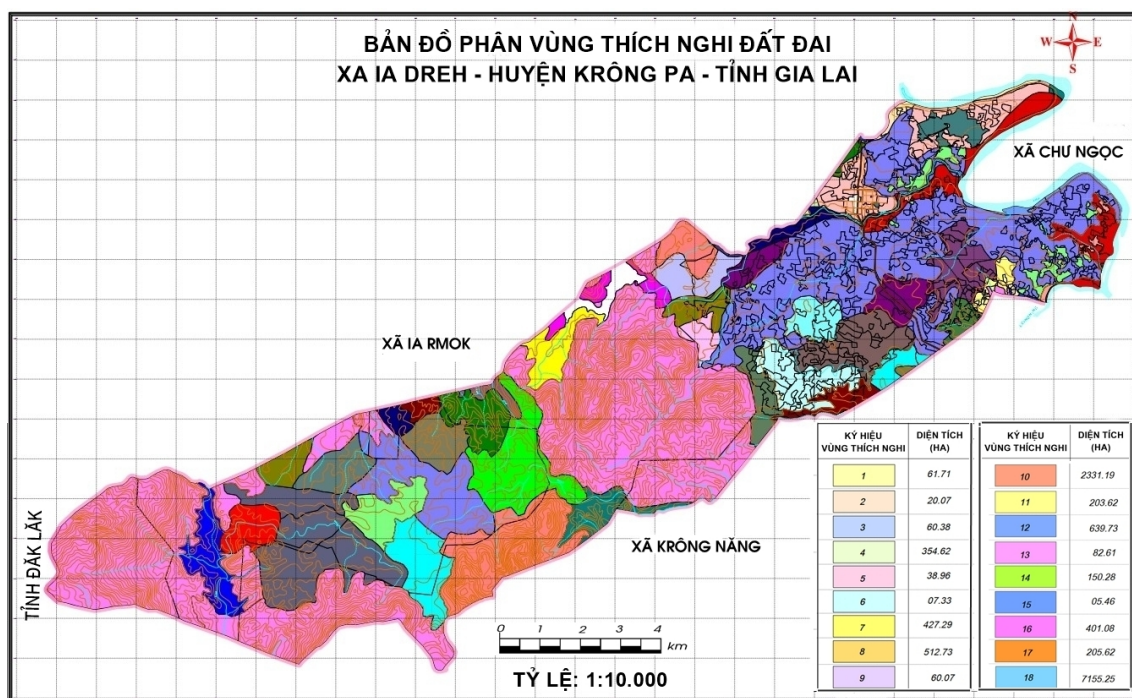 BẢN ĐỒ PHÂN VÙNG THÍCH NGHI ĐẤT ĐAI
XA IA DREH - HUYỆN KRÔNG PA - TỈNH GIA LAI
N
W E
S
XÃ CHƯ NGỌC
XÃ IA RMOK
XÃ KRÔNG NĂNG
TỈNH ĐĂK LĂK
0 1 2 3 4
km
TỶ LỆ: 1:10.000
KÝ HIỆU VÙNG THÍCH NGHI DIỆN TÍCH (HA)
1 61.71
2 20.07
3 60.38
4 354.62
5 38.96
6 07.33
7 427.29
8 512.73
9 60.07
KÝ HIỆU VÙNG THÍCH NGHI DIỆN TÍCH (HA)
10 2331.19
11 203.62
12 639.73
13 82.61
14 150.28
15 05.46
16 401.08
17 205.62
18 7155.25